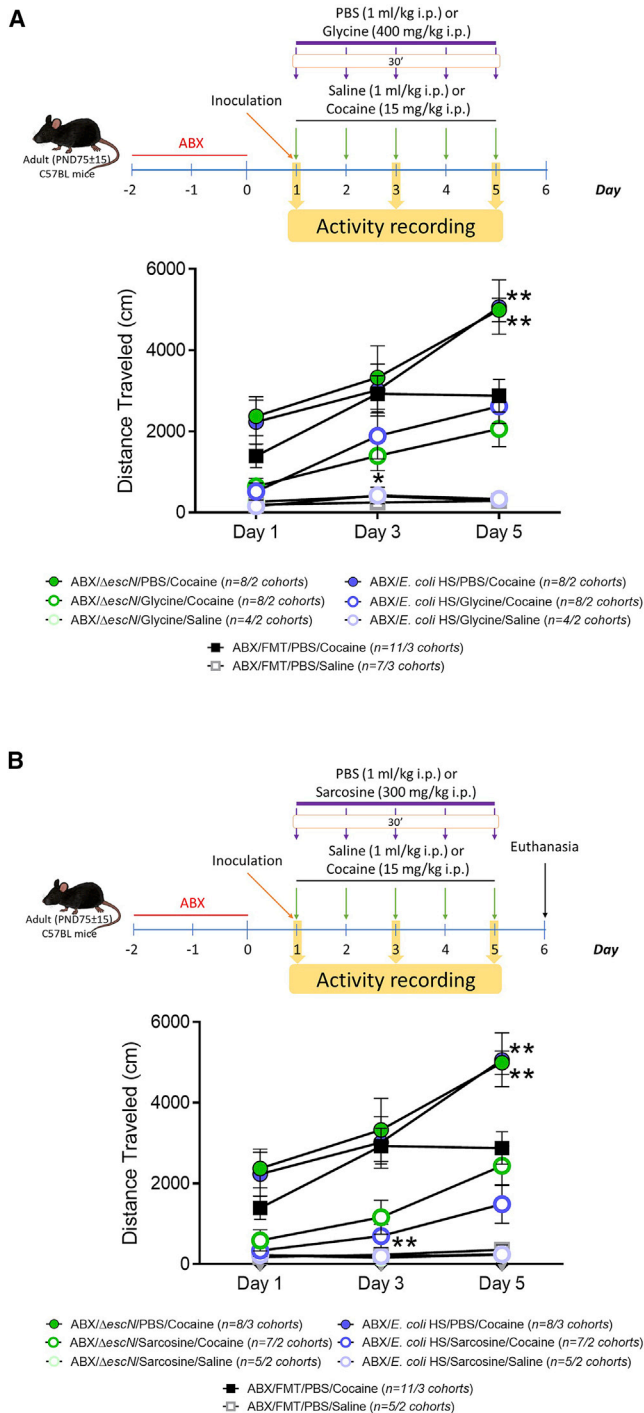 A
PBS (1 ml/kg i.p.) or
Glycine (400 mg/kg i.p.)
30’
Inoculation
Saline (1 ml/kg i.p.) or
Cocaine (15 mg/kg i.p.)
ABX
Adult (PND75±15)
C57BL mice
-2 -1 0 1 2 3 4 5 6 Day
Activity recording
6000
4000
2000
0
Distance Traveled (cm)
**
**
*
Day 1 Day 3 Day 5
ABX/ΔescN/PBS/Cocaine (n=8/2 cohorts) ABX/E. coli HS/PBS/Cocaine (n=8/2 cohorts)
ABX/ΔescN/Glycine/Cocaine (n=8/2 cohorts) ABX/E. coli HS/Glycine/Cocaine (n=8/2 cohorts)
ABX/ΔescN/Glycine/Saline (n=4/2 cohorts) ABX/E. coli HS/Glycine/Saline (n=4/2 cohorts)
ABX/FMT/PBS/Cocaine (n=11/3 cohorts)
ABX/FMT/PBS/Saline (n=7/3 cohorts)
B
PBS (1 ml/kg i.p.) or
Sarcosine (300 mg/kg i.p.)
30’
Euthanasia
Inoculation
Saline (1 ml/kg i.p.) or
Cocaine (15 mg/kg i.p.)
ABX
Adult (PND75±15)
C57BL mice
-2 -1 0 1 2 3 4 5 6 Day
Activity recording
6000
4000
2000
0
Distance Traveled (cm)
**
**
**
Day 1 Day 3 Day 5
ABX/ΔescN/PBS/Cocaine (n=8/3 cohorts) ABX/E. coli HS/PBS/Cocaine (n=8/3 cohorts)
ABX/ΔescN/Sarcosine/Cocaine (n=7/2 cohorts) ABX/E. coli HS/Sarcosine/Cocaine (n=7/2 cohorts)
ABX/ΔescN/Sarcosine/Saline (n=5/2 cohorts) ABX/E. coli HS/Sarcosine/Saline (n=5/2 cohorts)
ABX/FMT/PBS/Cocaine (n=11/3 cohorts)
ABX/FMT/PBS/Saline (n=5/2 cohorts)